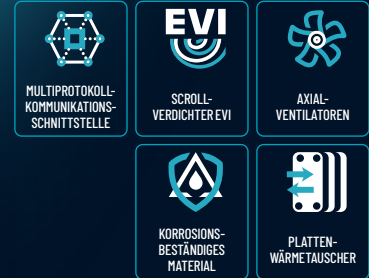 MULTIPROTOKOLL-
KOMMUNIKATIONS-
SCHNITTSTELLE
EVI
SCROLL-
VERDICHTER EVI
AXIAL-
VENTILATOREN
KORROSIONS-
BESTÄNDIGES
MATERIAL
PLATTEN-
WÄRMETAUSCHER